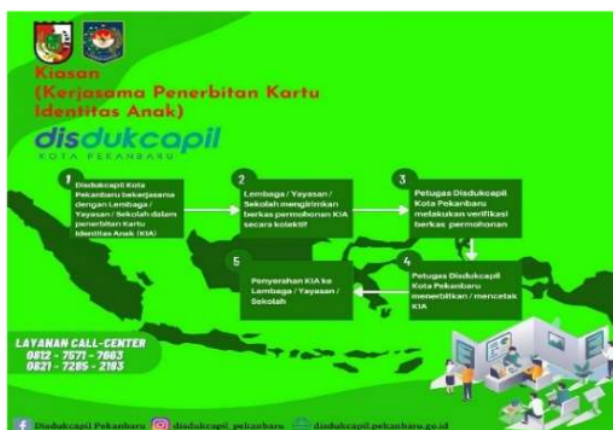 Kiasan
(Kerjasama Penerbitan Kartu
Identitas Anak)
disdukcapil
KOTA PEKANBARU
1
Disdukcapil Kota
Pekanbaru bekerjasama
dengan Lembaga /
Yayasan / Sekolah dalam
penerbitan Kartu
Identitas Anak (KIA)
2
Lembaga / Yayasan /
Sekolah mengirimkan
berkas permohonan KIA
secara kolektif
3
Petugas Disdukcapil
Kota Pekanbaru
melakukan verifikasi
berkas permohonan
4
Petugas Disdukcapil
Kota Pekanbaru
menerbitkan / mencetak
KIA
5
Penyerahan KIA ke
Lembaga / Yayasan /
Sekolah
LAYANAN CALL-CENTER
0812 - 7571 - 7663
0821 - 7285 - 2183
Disdukcapil Pekanbaru disdukcapil_pekanbaru disdukcapil.pekanbaru.go.id